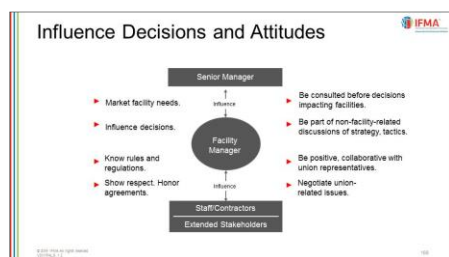 Influence Decisions and Attitudes
IFMA
Senior Manager
Influence
Market facility needs.
Influence decisions.
Be consulted before decisions
impacting facilities.
Be part of non-facility-related
discussions of strategy, tactics.
Facility
Manager
Know rules and
regulations.
Show respect. Honor
agreements.
Be positive, collaborative with
union representatives.
Negotiate union-
related issues.
Influence
Staff/Contractors
Extended Stakeholders